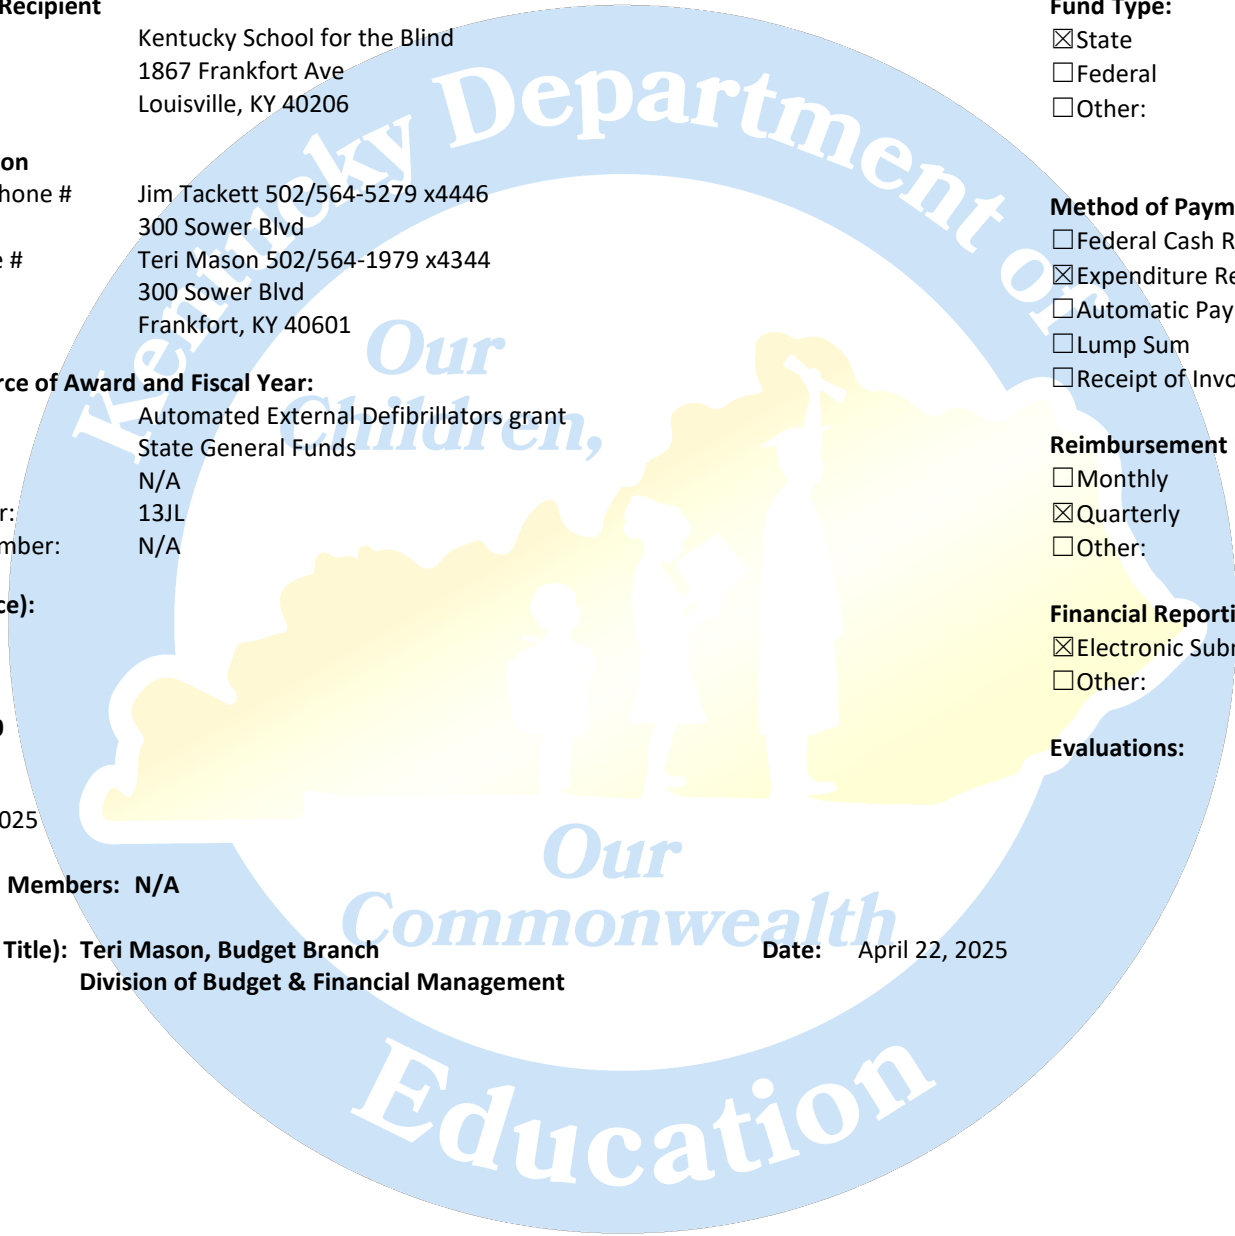 Recipient
Kentucky School for the Blind
1867 Frankfort Ave
Louisville, KY 40206
on
hone # Jim Tackett 502/564-5279 x4446
300 Sower Blvd
e # Teri Mason 502/564-1979 x4344
300 Sower Blvd
Frankfort, KY 40601
rce of Award and Fiscal Year:
Automated External Defibrillators grant
State General Funds
N/A
r: 13JL
mber: N/A
ce):
0
025
Members: N/A
Title): Teri Mason, Budget Branch Date: April 22, 2025
Division of Budget & Financial Management
Fund Type:
☒State
☐Federal
☐Other:
Method of Paym
☐Federal Cash R
☒Expenditure Re
☐Automatic Pay
☐Lump Sum
☐Receipt of Invo
Reimbursement
☐Monthly
☒Quarterly
☐Other:
Financial Reporti
☒Electronic Subm
☐Other:
Evaluations:
Kentucky Department of
Education
Our
Children,
Our
Commonwealth